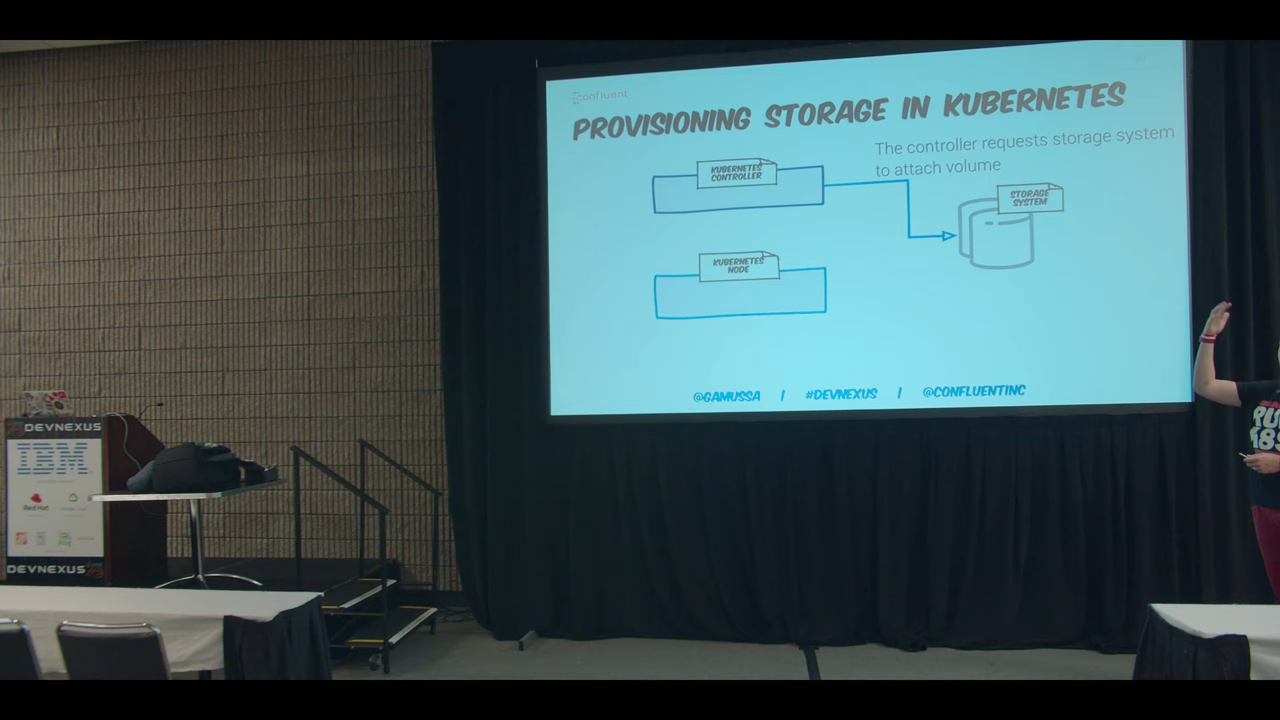 confluent
PROVISIONING STORAGE IN KUBERNETES
The controller requests storage system
to attach volume
KUBERNETES
CONTROLLER
STORAGE
SYSTEM
KUBERNETES
NODE
@GAMUSSA / #DEVNEXUS / @CONFLUENTINC
DEVNEXUS
IBM
Red Hat
DEVNEXUS